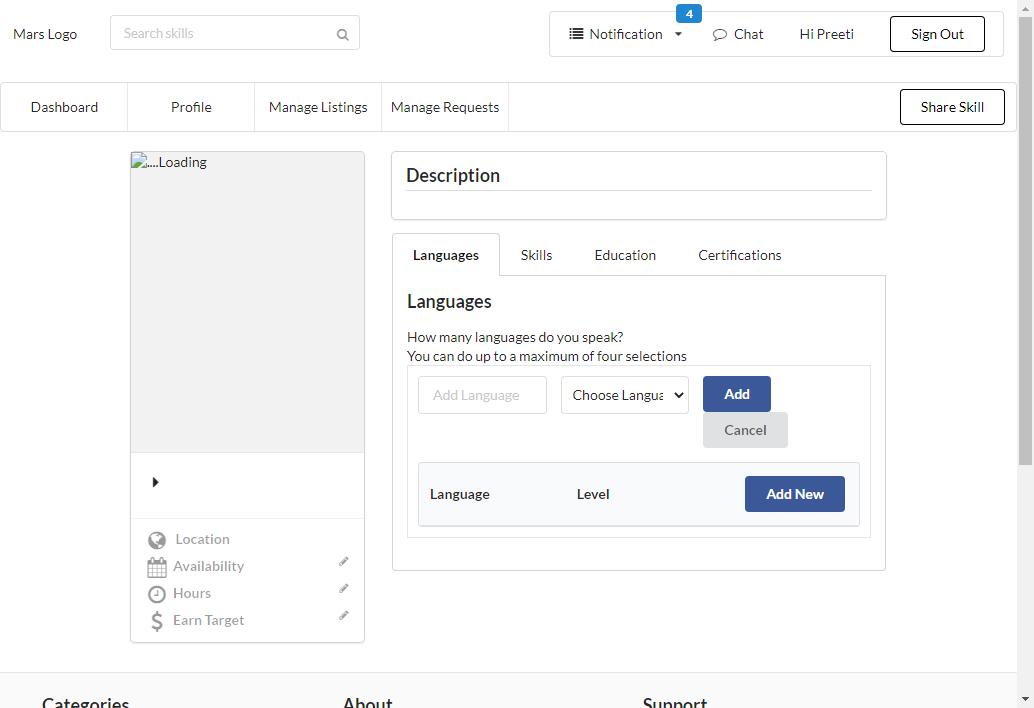 4
Mars Logo
Search skills
Notification
Chat
Hi Preeti
Sign Out
Dashboard
Profile
Manage Listings
Manage Requests
Share Skill
....Loading
Description
Languages
Skills
Education
Certifications
Languages
How many languages do you speak?
You can do up to a maximum of four selections
Add Language
Choose Langua
Add
Cancel
Language
Level
Add New
Location
Availability
Hours
Earn Target
Categories
About
Support